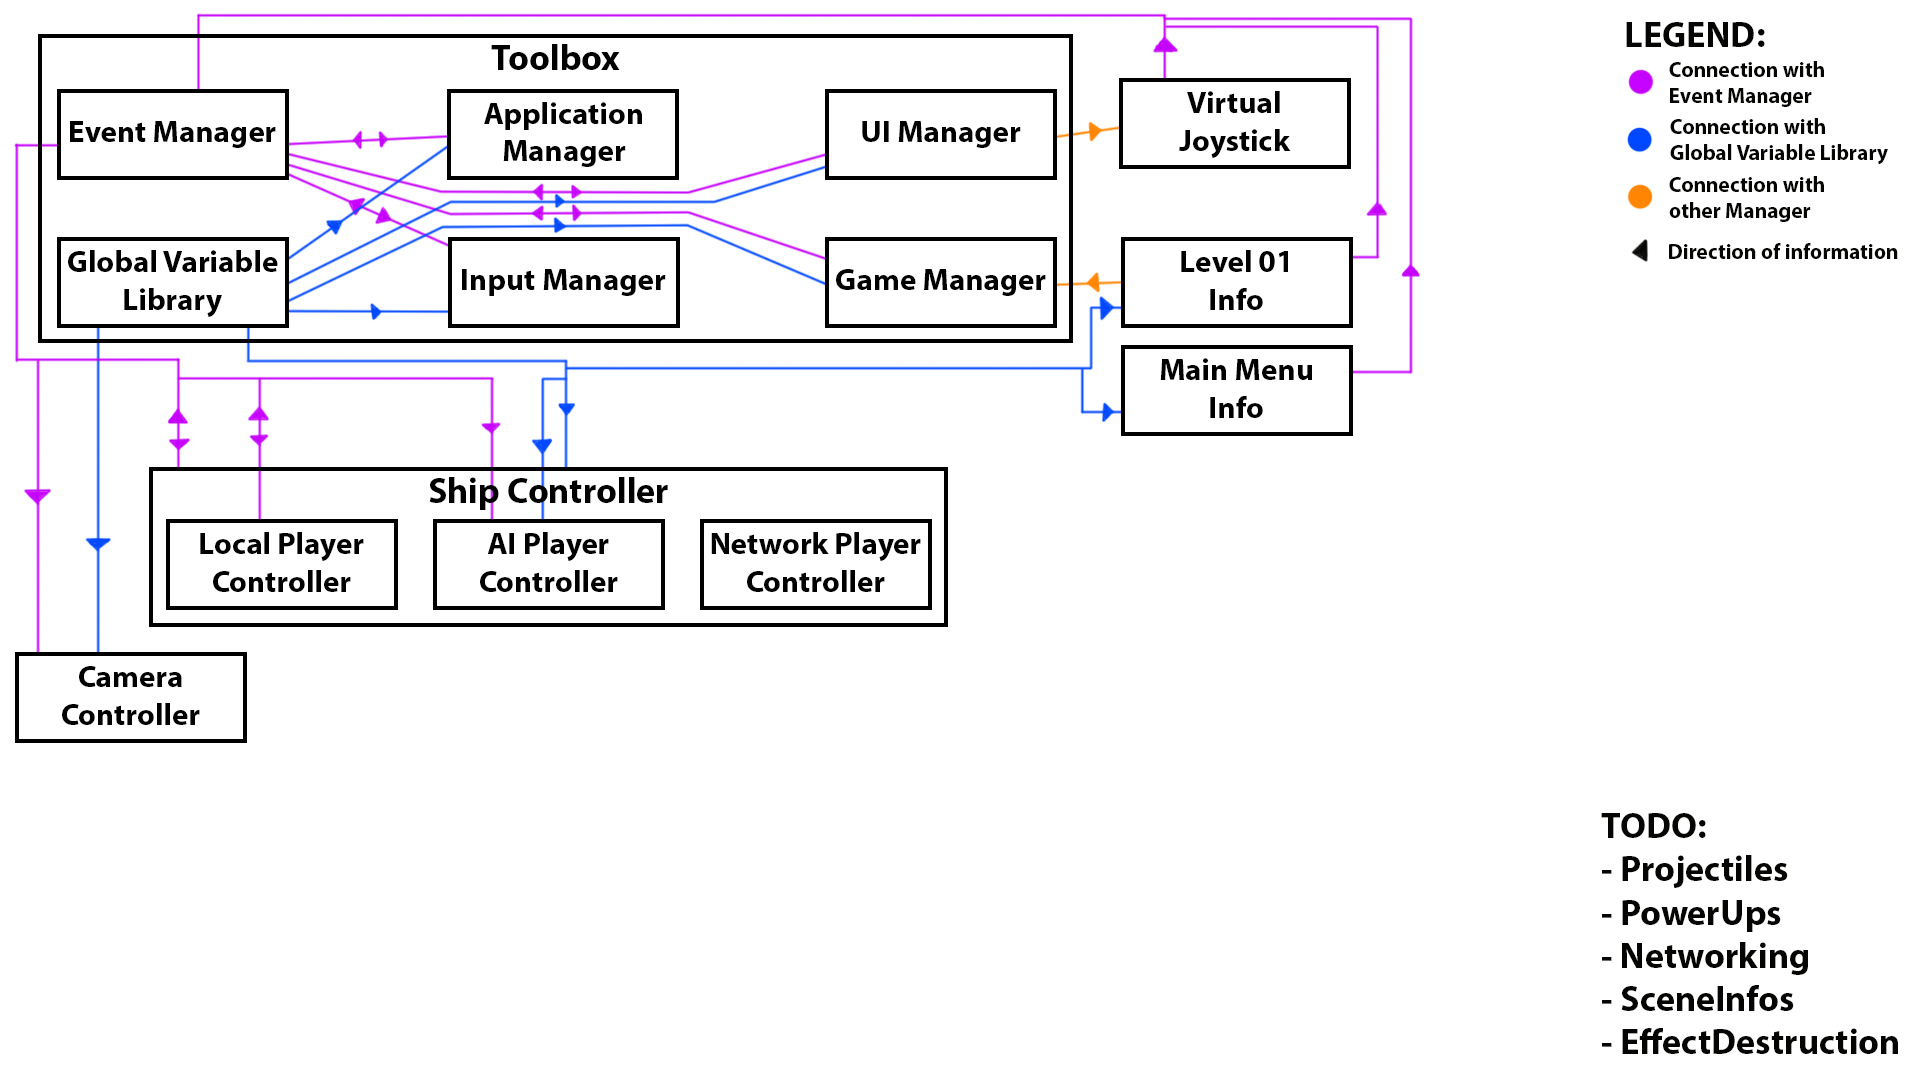 Toolbox
Event Manager
Application
Manager
UI Manager
Virtual
Joystick
Global Variable
Library
Input Manager
Game Manager
Level 01
Info
Main Menu
Info
Ship Controller
Local Player
Controller
AI Player
Controller
Network Player
Controller
Camera
Controller
LEGEND:
Connection with
Event Manager
Connection with
Global Variable Library
Connection with
other Manager
Direction of information
TODO:
- Projectiles
- PowerUps
- Networking
- SceneInfos
- EffectDestruction